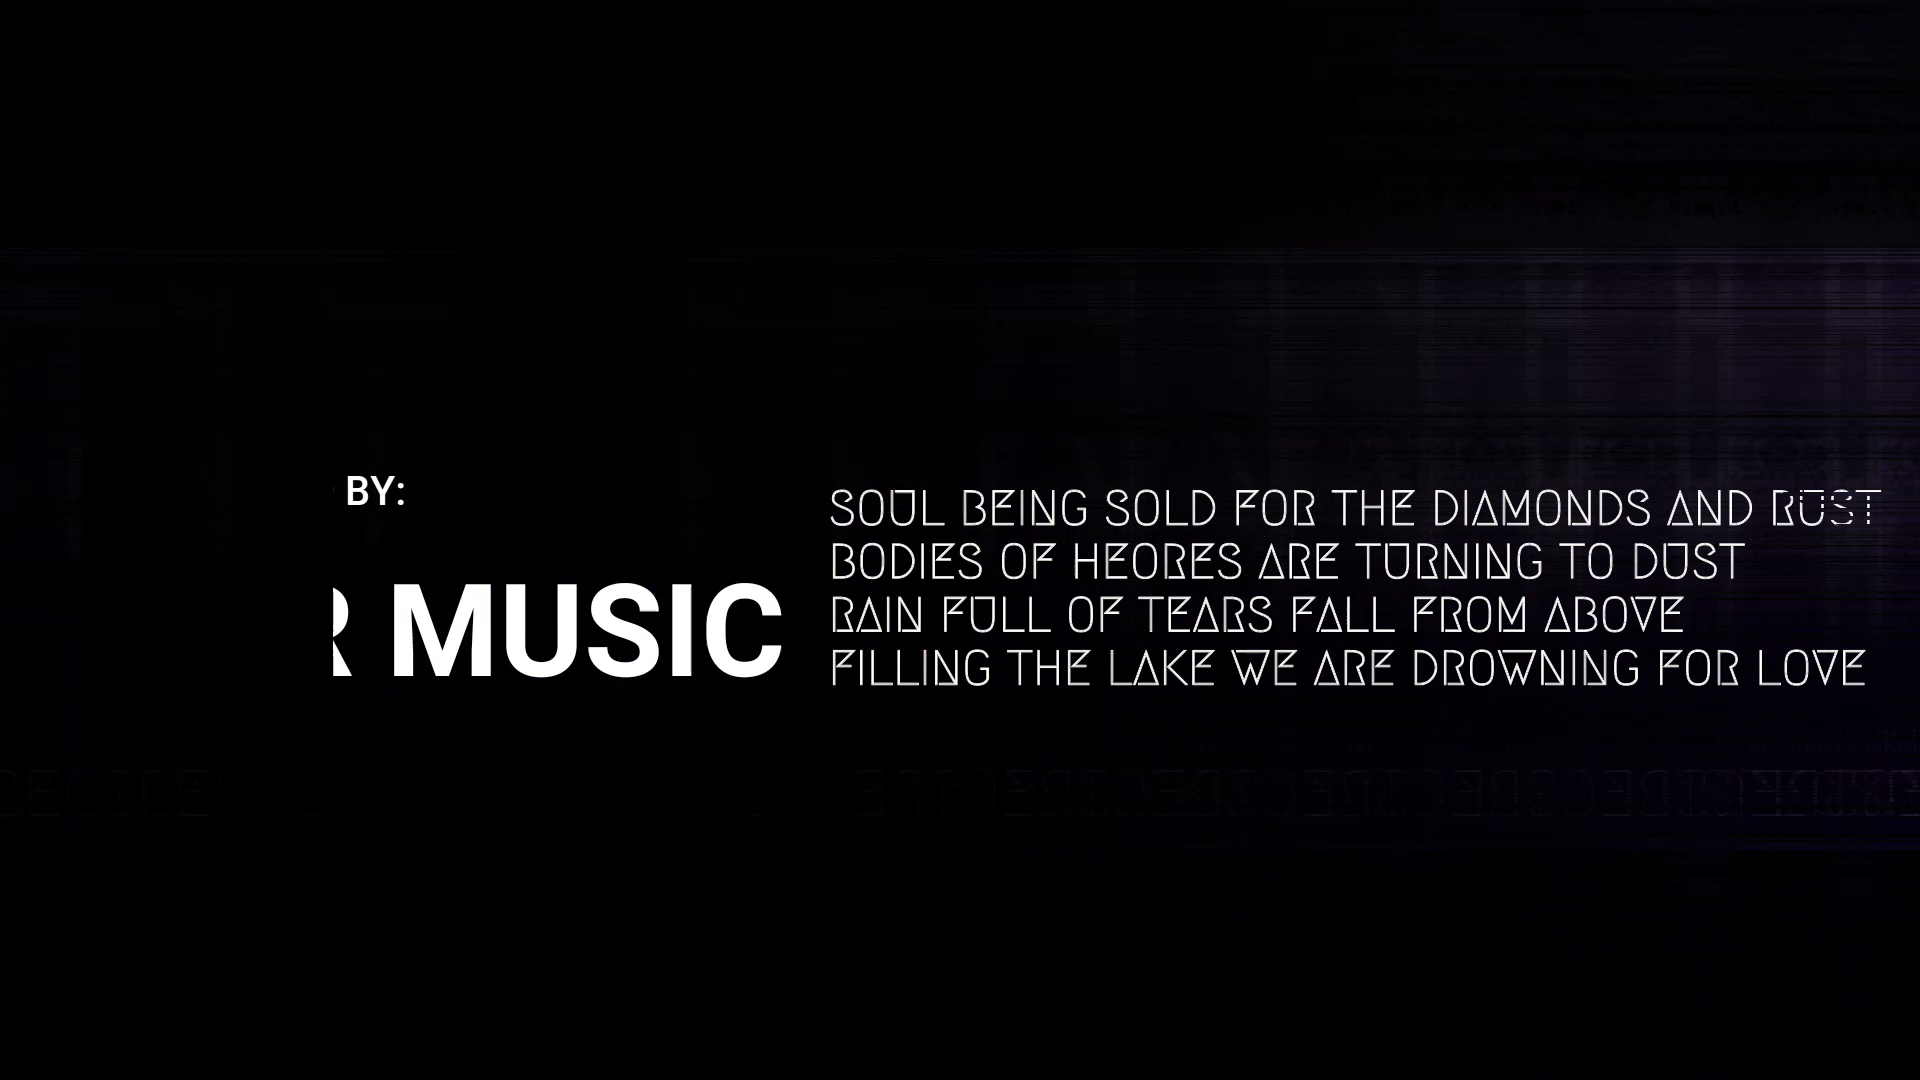 BY:
R MUSIC
SOUL BEING SOLD FOR THE DIAMONDS AND RUST
BODIES OF HEORES ARE TURNING TO DUST
RAIN FULL OF TEARS FALL FROM ABOVE
FILLING THE LAKE WE ARE DROWNING FOR LOVE